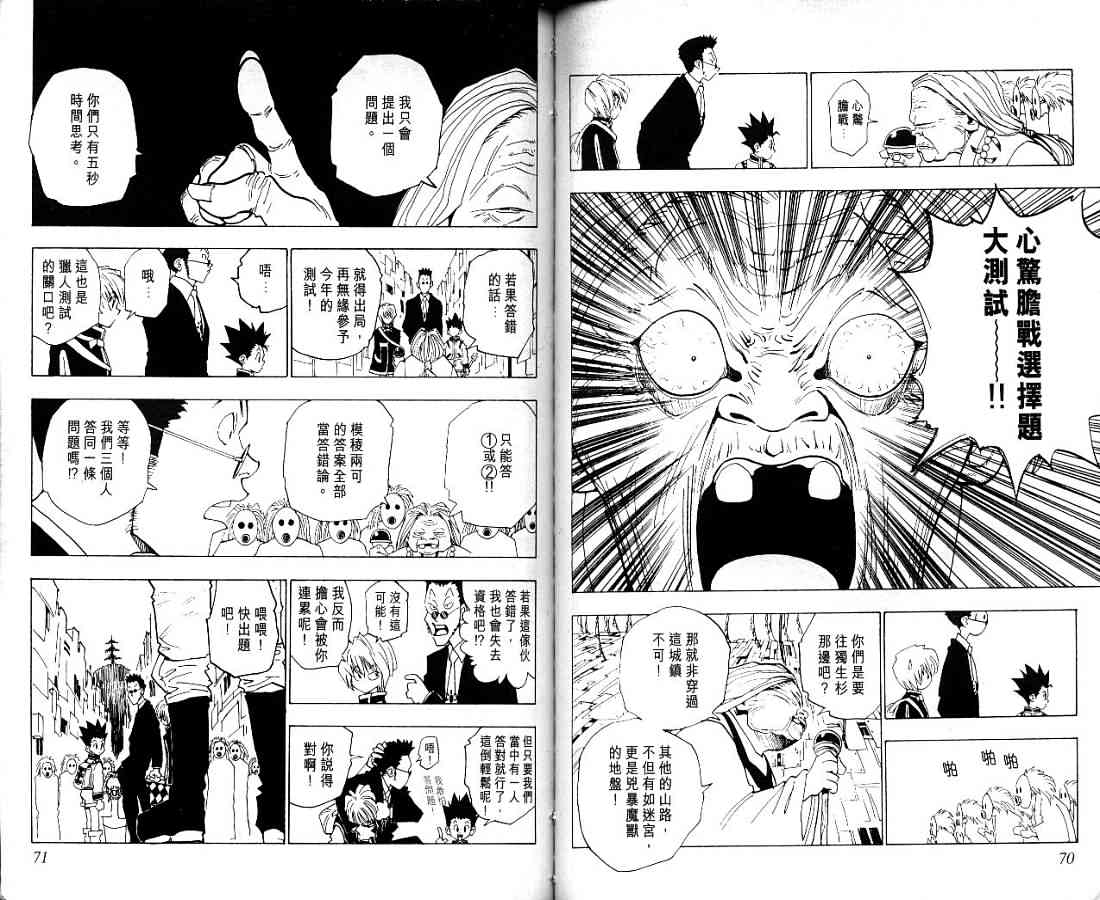 心驚
膽戰…
心驚膽戰選擇題
大測試~~~!!
你們是要
往獨生杉
那邊吧?
啪
啪
啪
那就非穿過
這城鎮
不可!
其他的山路,
不但有如迷宮,
更是兇暴魔獸
的地盤!
70
我只會
提出一個
問題。
你們只有五秒
時間思考。
若果答錯
的話…
就得出局,
再無緣參予
今年的
測試!
唔…
哦…
這也是
獵人測試
的關口吧?
只能答
①或②!!
模稜兩可
的答案全部
當答錯論。
等等!
我們三個人
答同一條
問題嗎!?
若果這傢伙
答錯了,
我也會失去
資格吧!?
沒有這
可能!
我反而
擔心會被你
連累呢!
但只要我們
當中有一人
答對就行了,
這倒輕鬆呢!
唔!
答問題!
你說得
對啊!
喂喂!
快出題
吧!
71